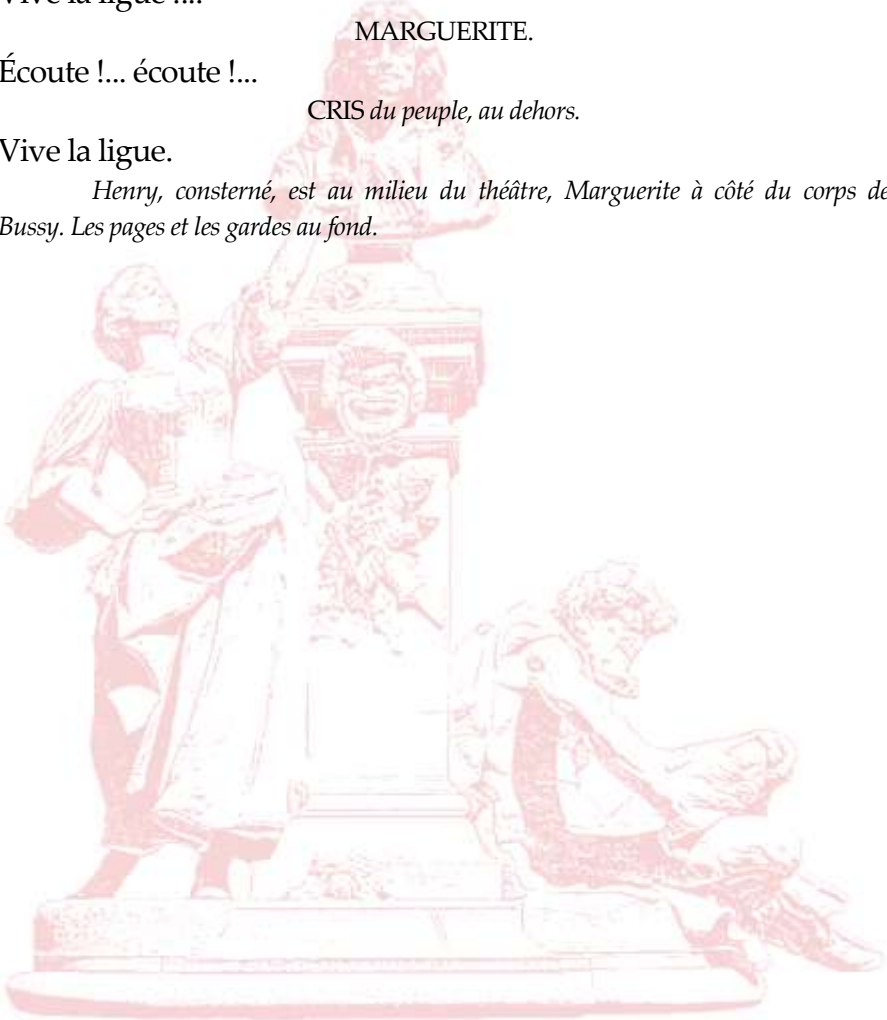 Vive la ligue !...
MARGUERITE.
Écoute !... écoute !...
CRIS du peuple, au dehors.
Vive la ligue.
Henry, consterné, est au milieu du théâtre, Marguerite à côté du corps de
Bussy. Les pages et les gardes au fond.